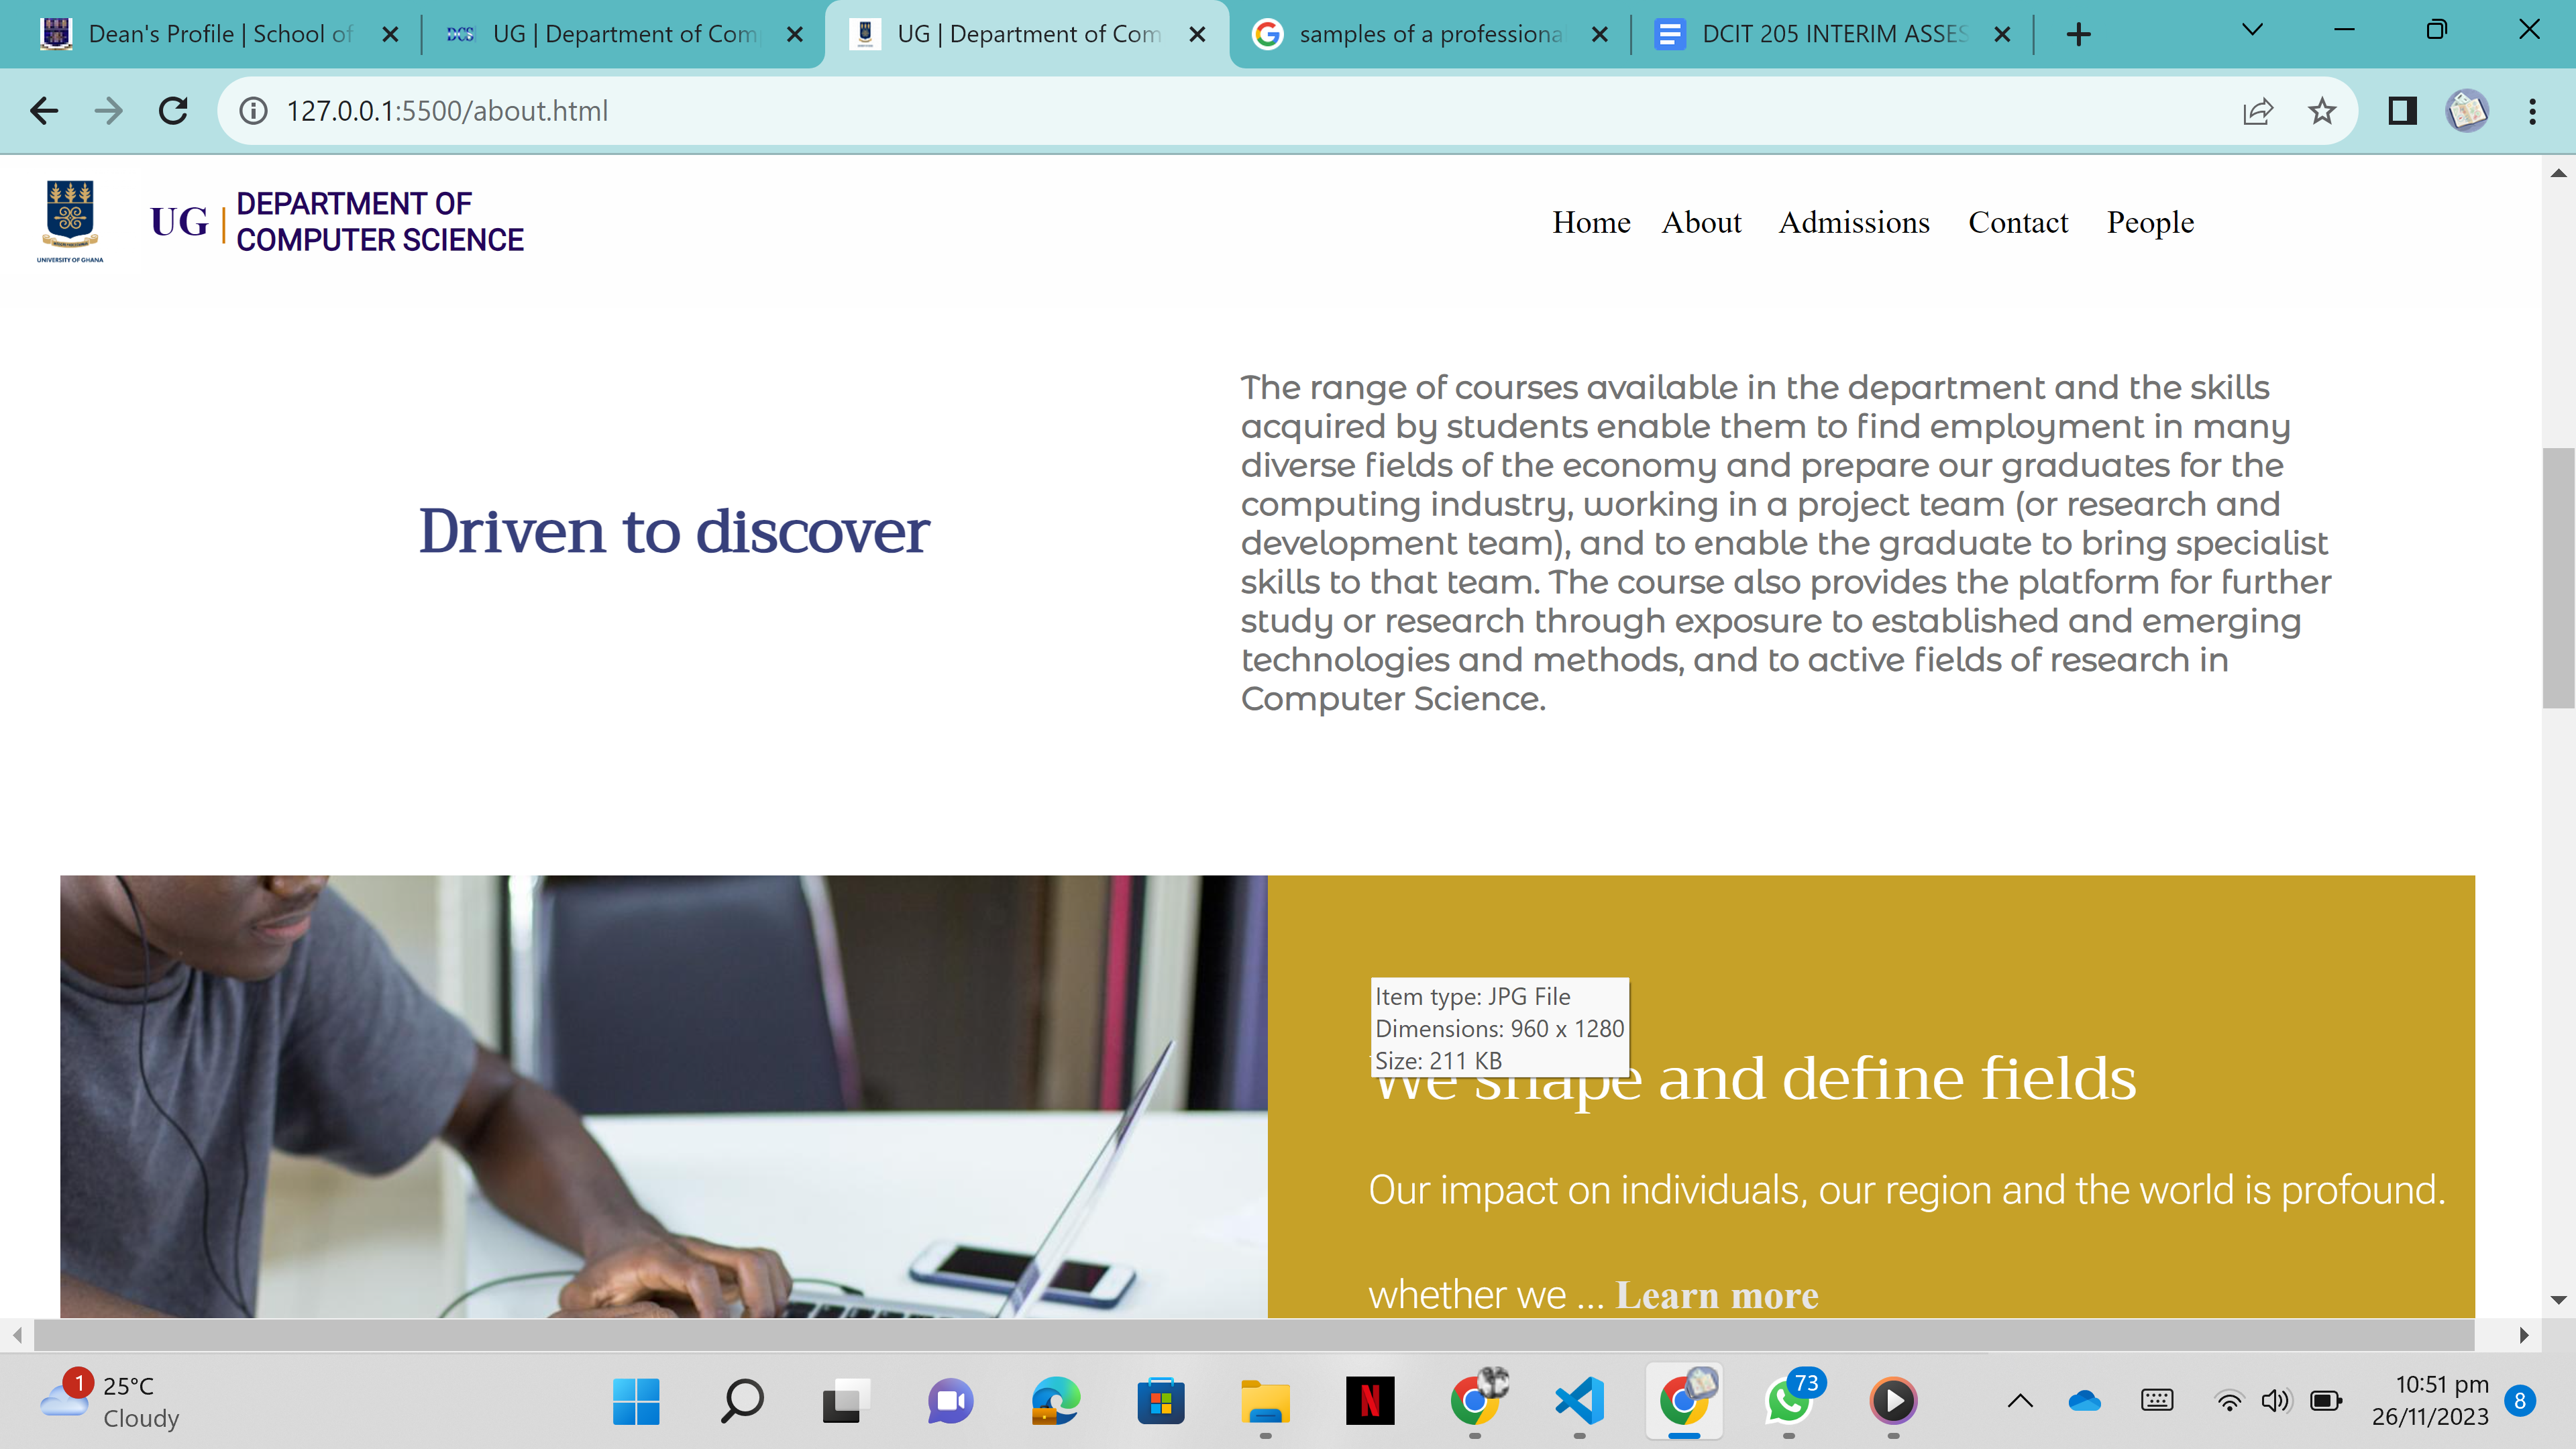 Dean's Profile | School of
DCS
UG | Department of Com
UG | Department of Com
samples of a professiona
DCIT 205 INTERIM ASSES
127.0.0.1:5500/about.html
UNIVERSITY OF GHANA
UG
DEPARTMENT OF
COMPUTER SCIENCE
Home About Admissions Contact People
Driven to discover
The range of courses available in the department and the skills
acquired by students enable them to find employment in many
diverse fields of the economy and prepare our graduates for the
computing industry, working in a project team (or research and
development team), and to enable the graduate to bring specialist
skills to that team. The course also provides the platform for further
study or research through exposure to established and emerging
technologies and methods, and to active fields of research in
Computer Science.
Item type: JPG File
Dimensions: 960 x 1280
Size: 211 KB
We shape and define fields
Our impact on individuals, our region and the world is profound.
whether we ... Learn more
1
25°C
Cloudy
N
73
10:51 pm
26/11/2023
8